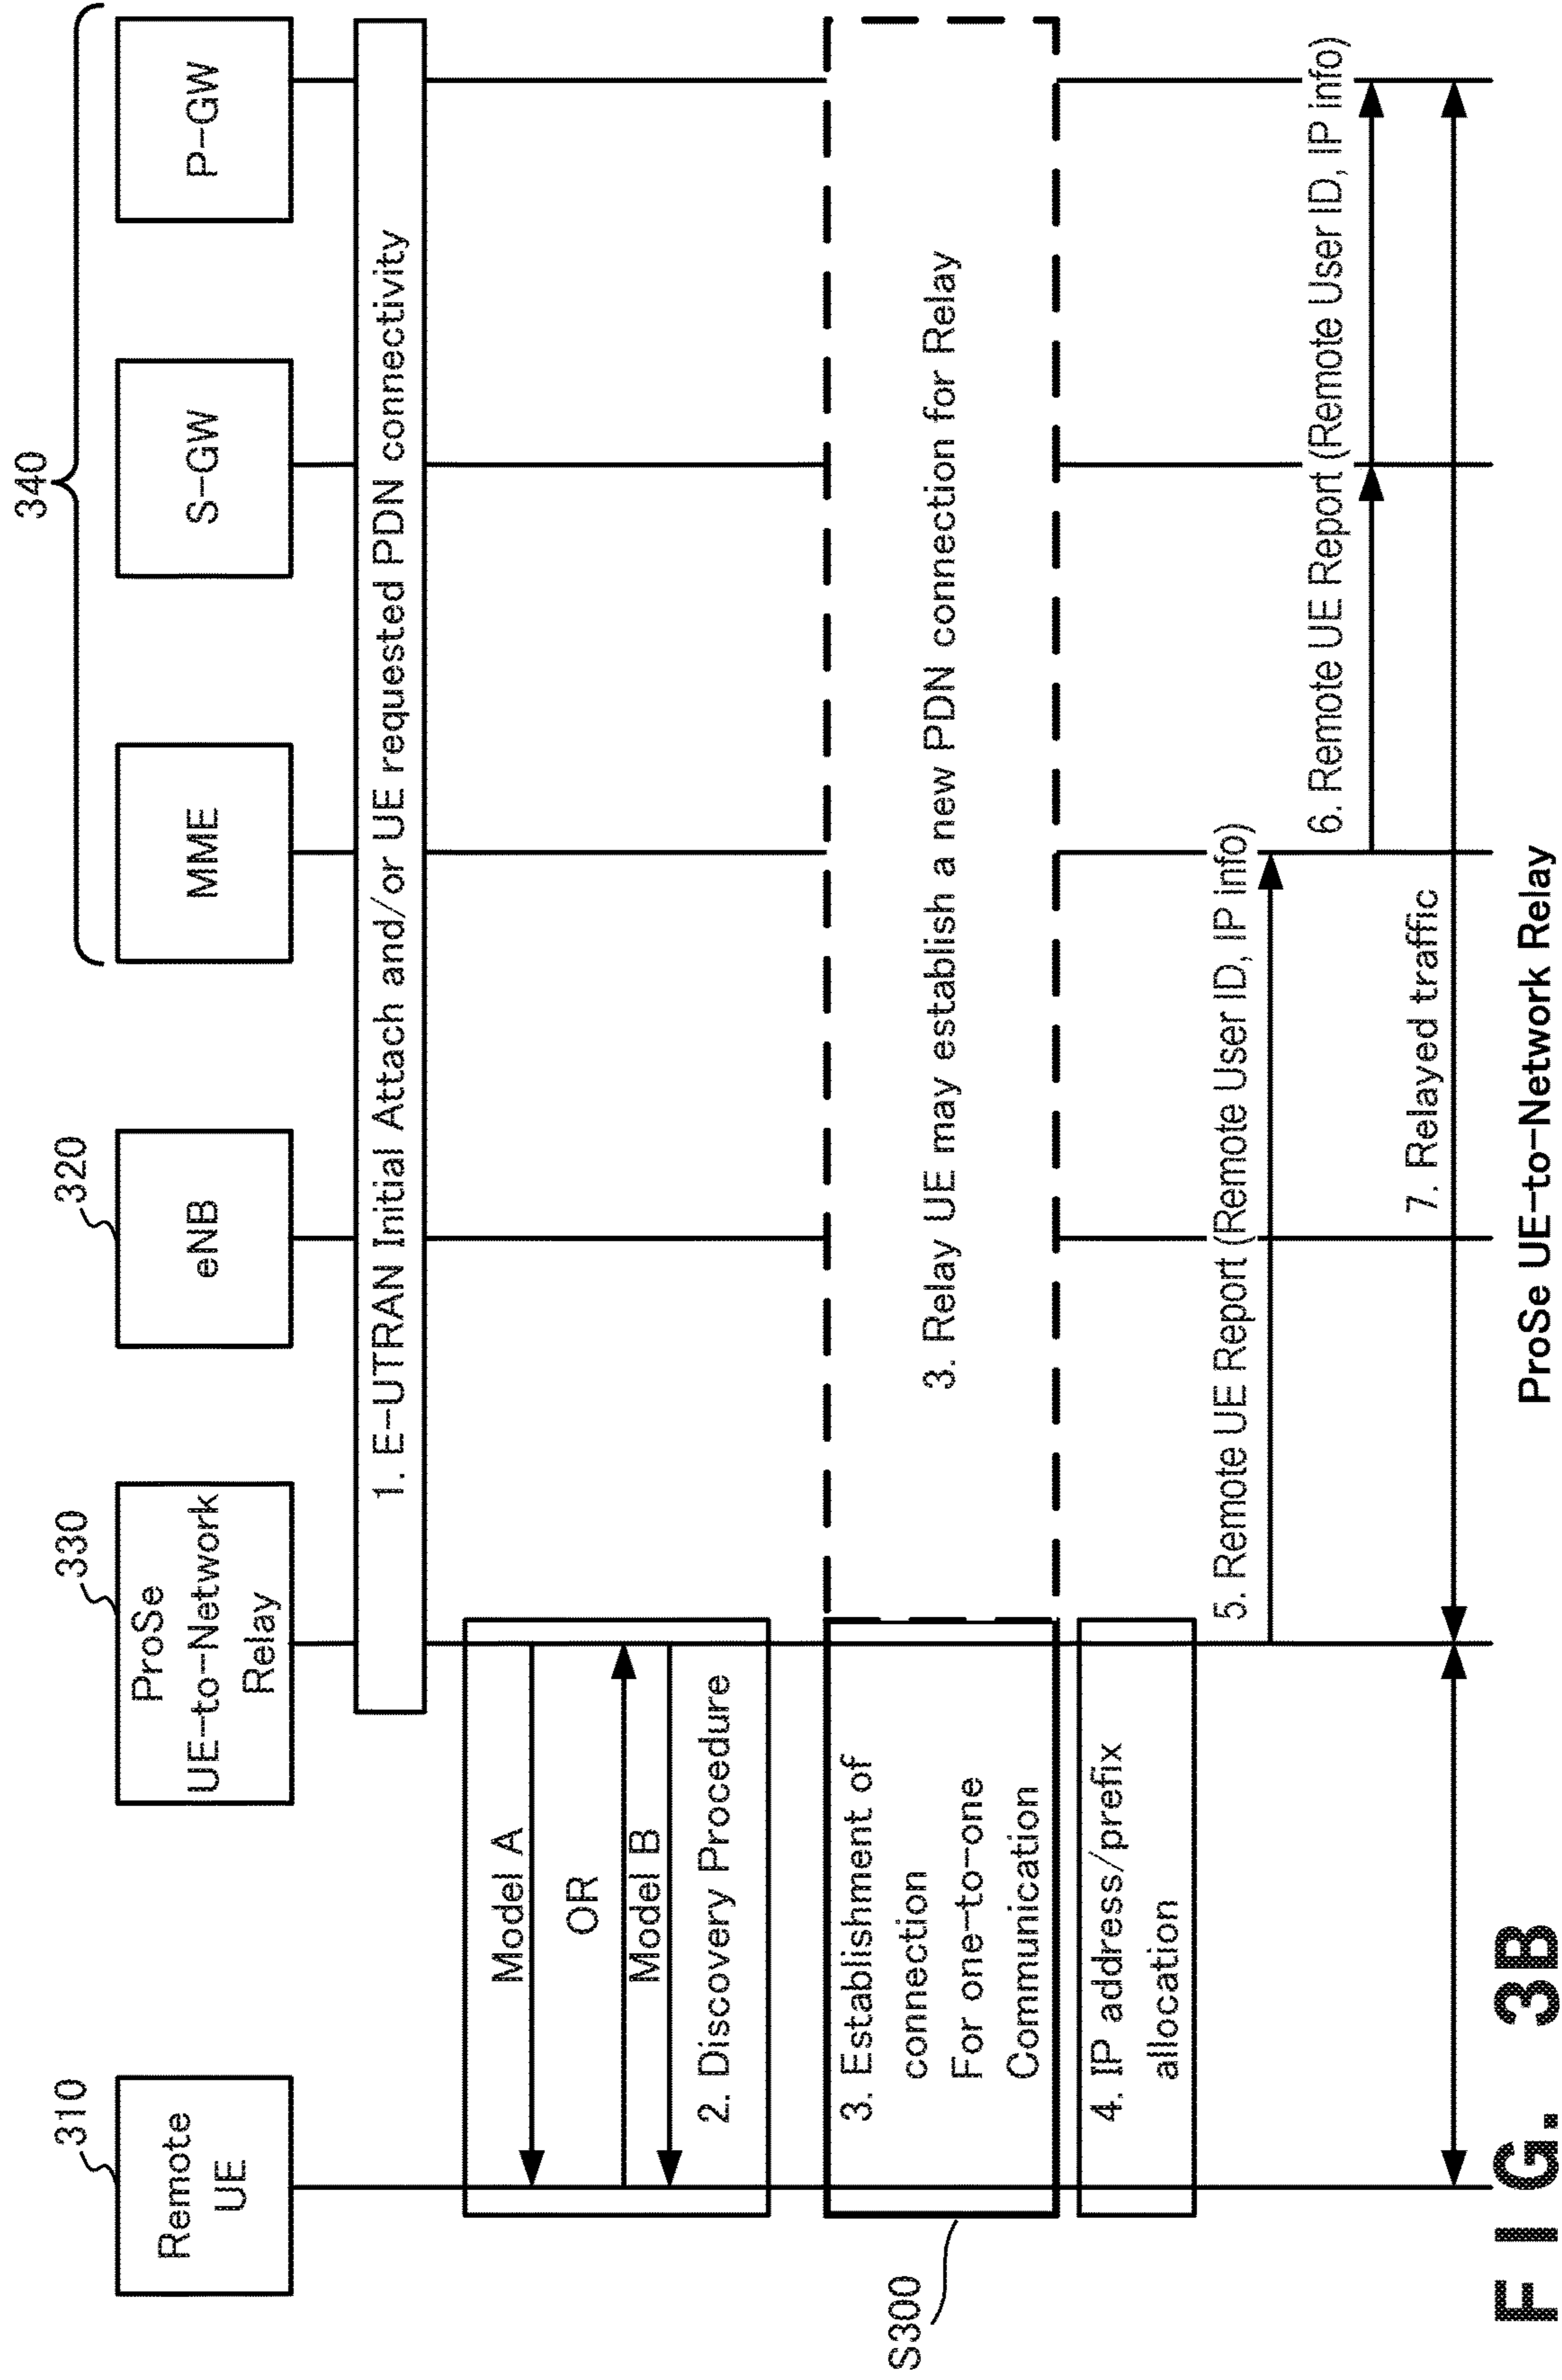 310
Remote
UE
330
ProSe
UE-to-Network
Relay
320
eNB
340
MME
S-GW
P-GW
1. E-UTRAN Initial Attach and/or UE requested PDN connectivity
Model A
OR
Model B
2. Discovery Procedure
S300
3. Establishment of
connection
For one-to-one
Communication
3. Relay UE may establish a new PDN connection for Relay
4. IP address/prefix
allocation
5. Remote UE Report (Remote User ID, IP info)
6. Remote UE Report (Remote User ID, IP info)
7. Relayed traffic
ProSe UE-to-Network Relay
FIG. 3B